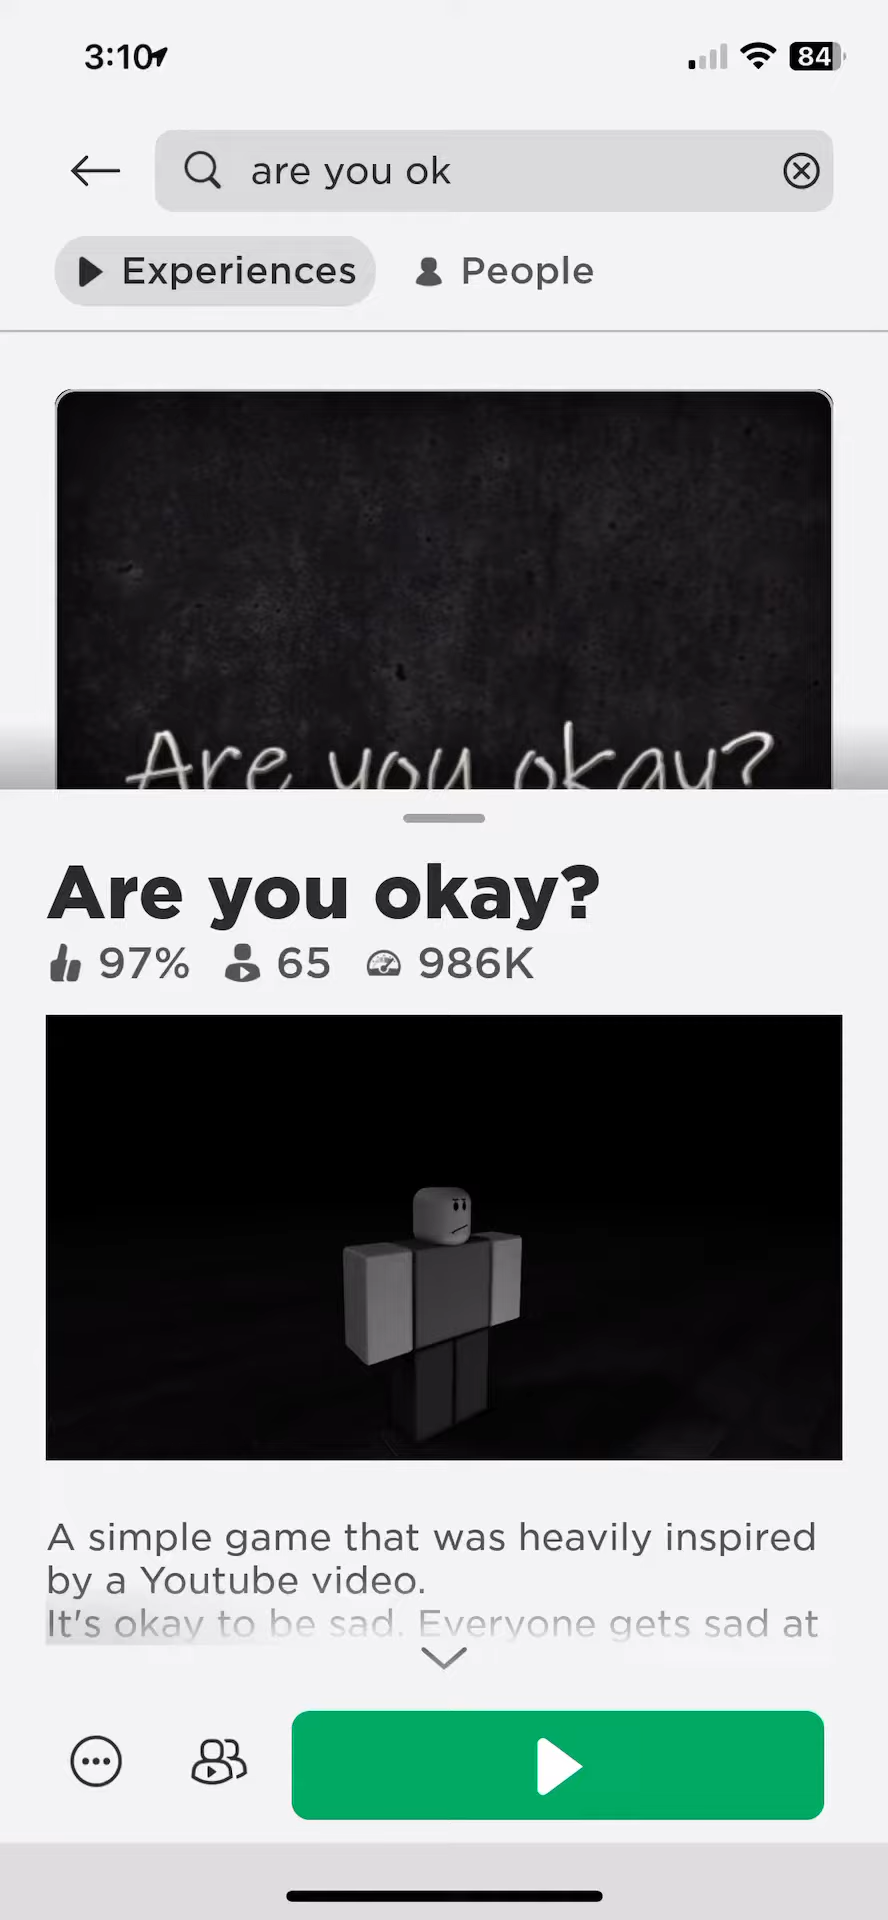 3:10
84
are you ok
Experiences
People
Are you okay?
Are you okay?
97%
65
986K
A simple game that was heavily inspired
by a Youtube video.
It's okay to be sad. Everyone gets sad at